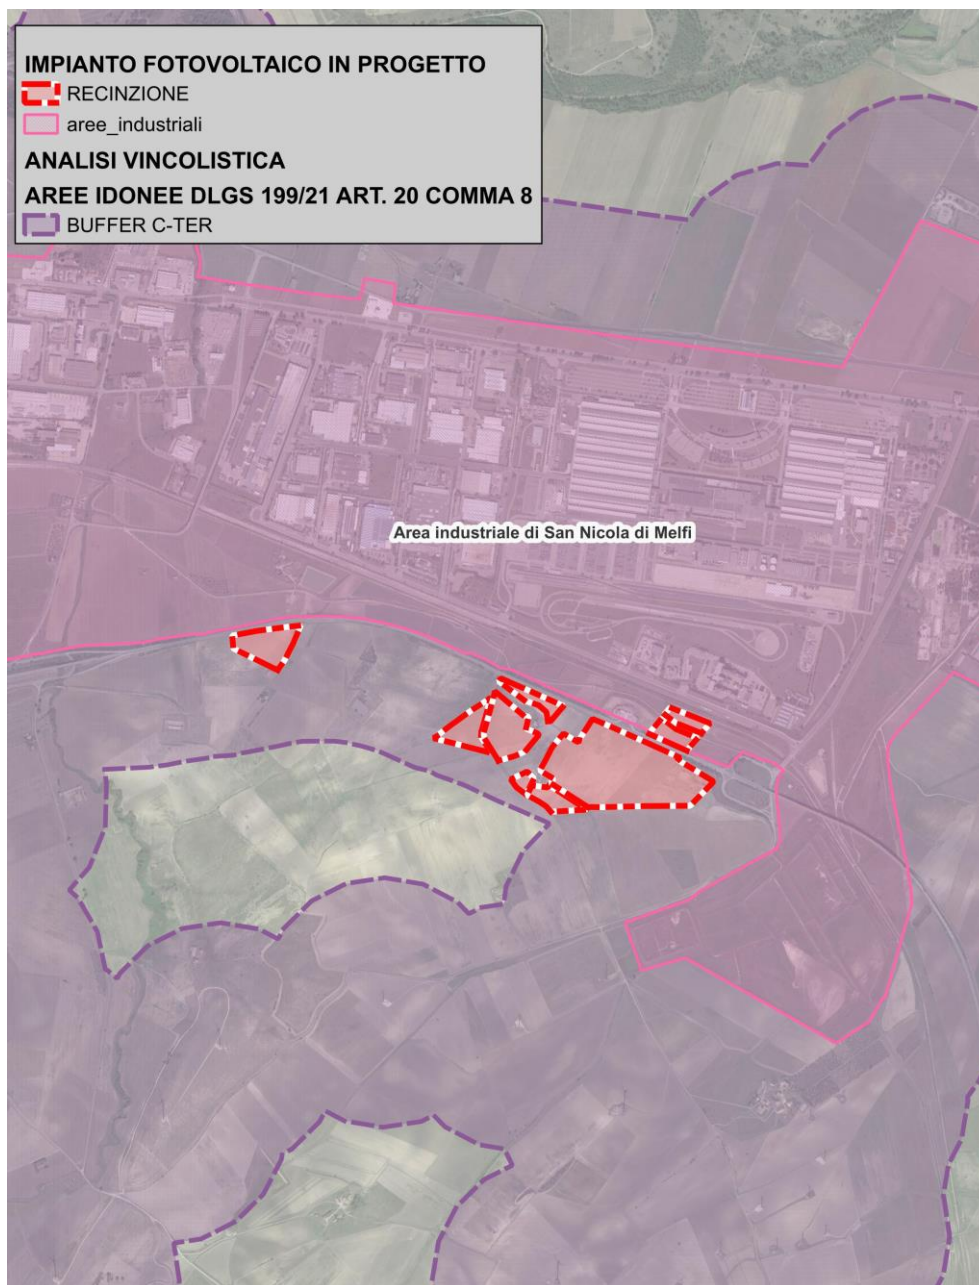 IMPIANTO FOTOVOLTAICO IN PROGETTO
RECINZIONE
aree_industriali
ANALISI VINCOLISTICA
AREE IDONEE DLGS 199/21 ART. 20 COMMA 8
BUFFER C-TER
Area industriale di San Nicola di Melfi